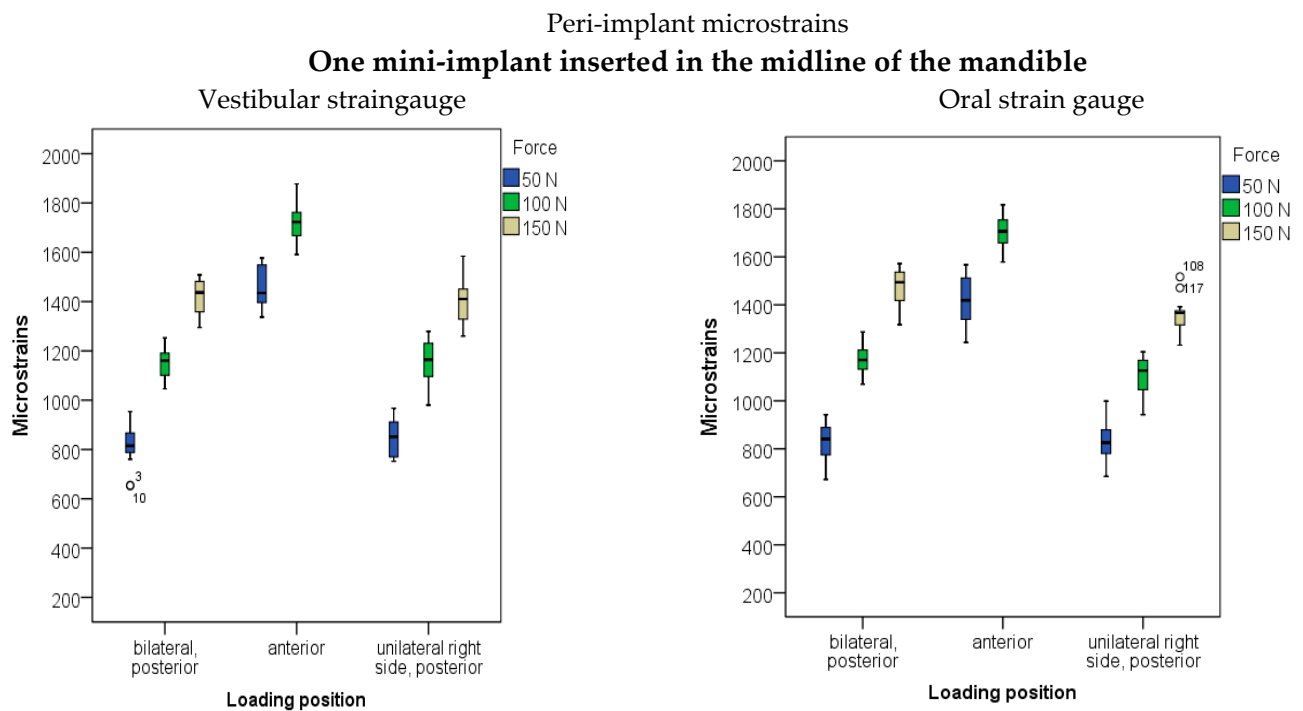 Peri-implant microstrains
One mini-implant inserted in the midline of the mandible
Vestibular straingauge
Oral strain gauge
Microstrains
2000
1800
1600
1400
1200
1000
800
600
400
200
3
10
bilateral,
posterior
anterior
unilateral right
side, posterior
Loading position
Force
50 N
100 N
150 N
Microstrains
2000
1800
1600
1400
1200
1000
800
600
400
200
108
117
bilateral,
posterior
anterior
unilateral right
side, posterior
Loading position
Force
50 N
100 N
150 N